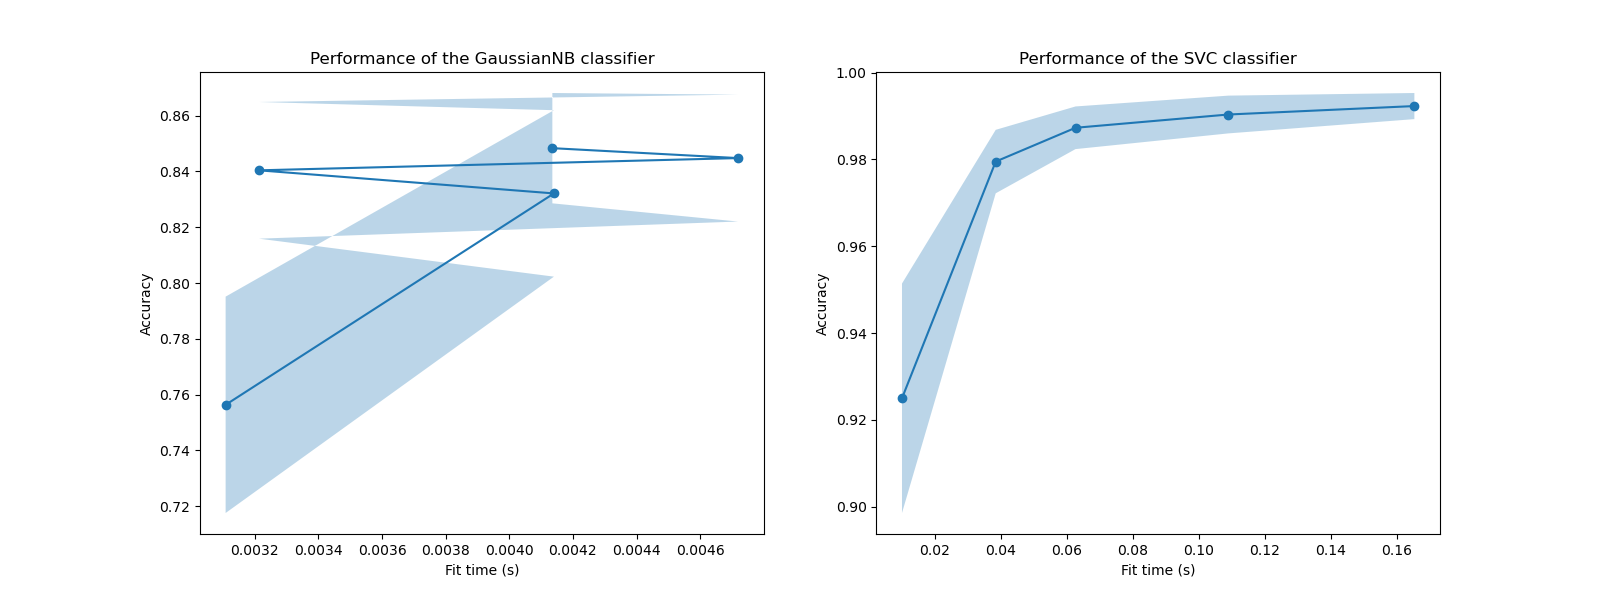 Performance of the GaussianNB classifier
Accuracy
0.86
0.84
0.82
0.80
0.78
0.76
0.74
0.72
0.0032 0.0034 0.0036 0.0038 0.0040 0.0042 0.0044 0.0046
Fit time (s)
Performance of the SVC classifier
Accuracy
1.00
0.98
0.96
0.94
0.92
0.90
0.02 0.04 0.06 0.08 0.10 0.12 0.14 0.16
Fit time (s)